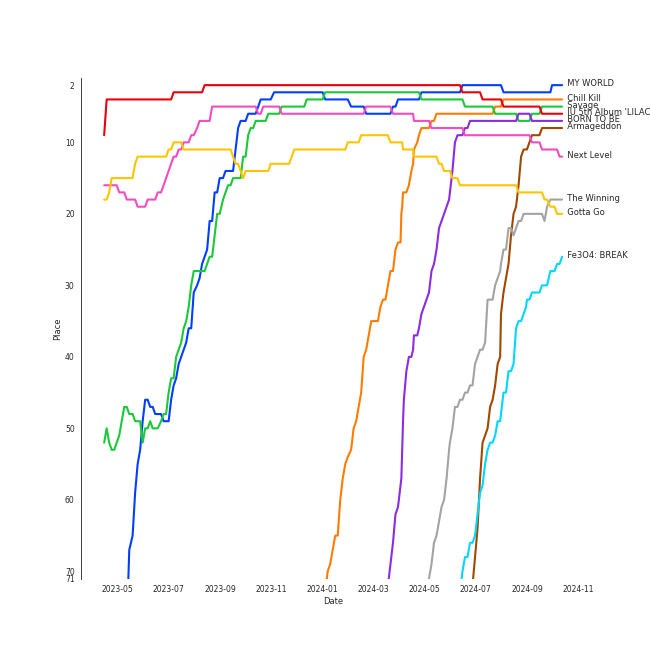 2
10
20
30
40
50
60
70
71
Place
MY WORLD
Chill Kill
Savage
IU 5th Album 'LILAC
BORN TO BE
Armageddon
Next Level
The Winning
Gotta Go
Fe3O4: BREAK
2023-05
2023-07
2023-09
2023-11
2024-01
2024-03
2024-05
2024-07
2024-09
2024-11
Date